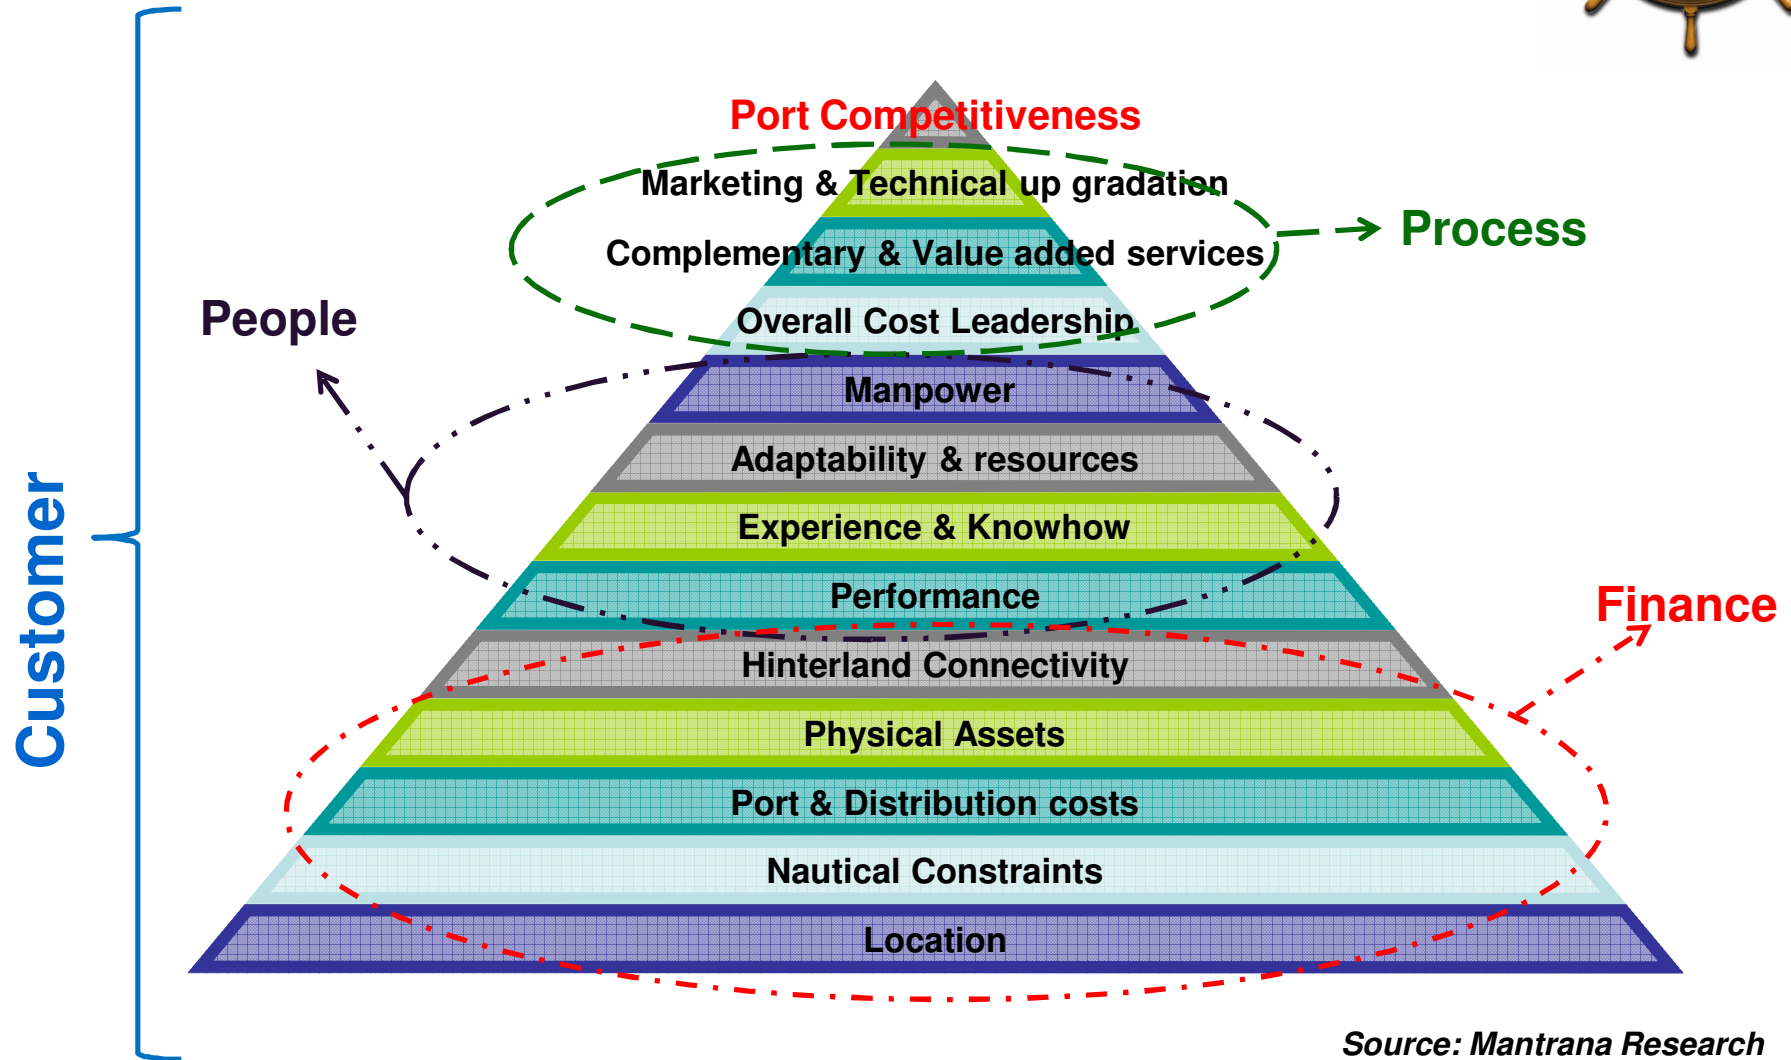 Port Competitiveness
Marketing & Technical up gradation
Process
Complementary & Value added services
People
Overall Cost Leadership
Manpower
Adaptability & resources
Customer
Experience & Knowhow
Performance
Finance
Hinterland Connectivity
Physical Assets
Port & Distribution costs
Nautical Constraints
Location
Source: Mantrana Research